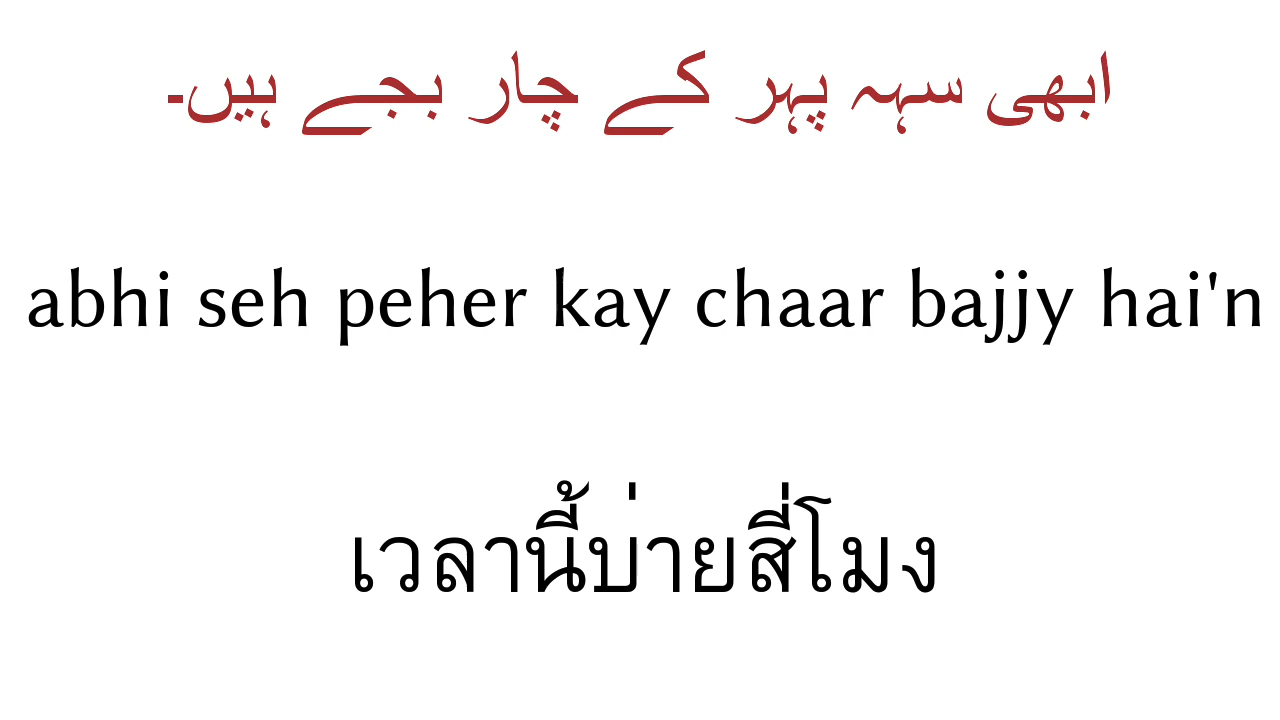 ابھی سہہ پہر کے چار بجے ہیں۔
abhi seh peher kay chaar bajjy hai'n
เวลานี้บ่ายสี่โมง